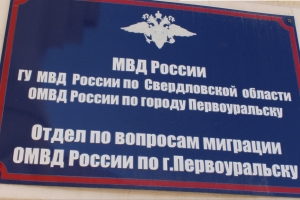 МВД России
ГУ МВД России по Свердловской области
ОМВД России по городу Первоуральску
Отдел по вопросам миграции
ОМВД России по г.Первоуральску